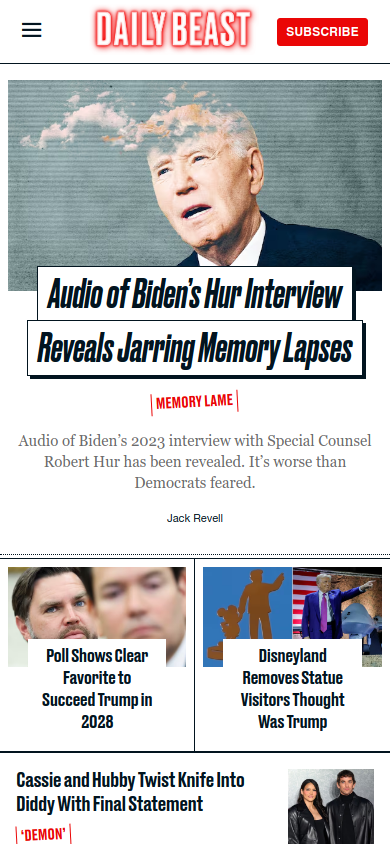 DAILY BEAST
SUBSCRIBE
Audio of Biden's Hur Interview
Reveals Jarring Memory Lapses
MEMORY LAME
Audio of Biden's 2023 interview with Special Counsel
Robert Hur has been revealed. It's worse than
Democrats feared.
Jack Revell
Poll Shows Clear
Favorite to
Succeed Trump in
2028
Disneyland
Removes Statue
Visitors Thought
Was Trump
Cassie and Hubby Twist Knife Into
Diddy With Final Statement
'DEMON'